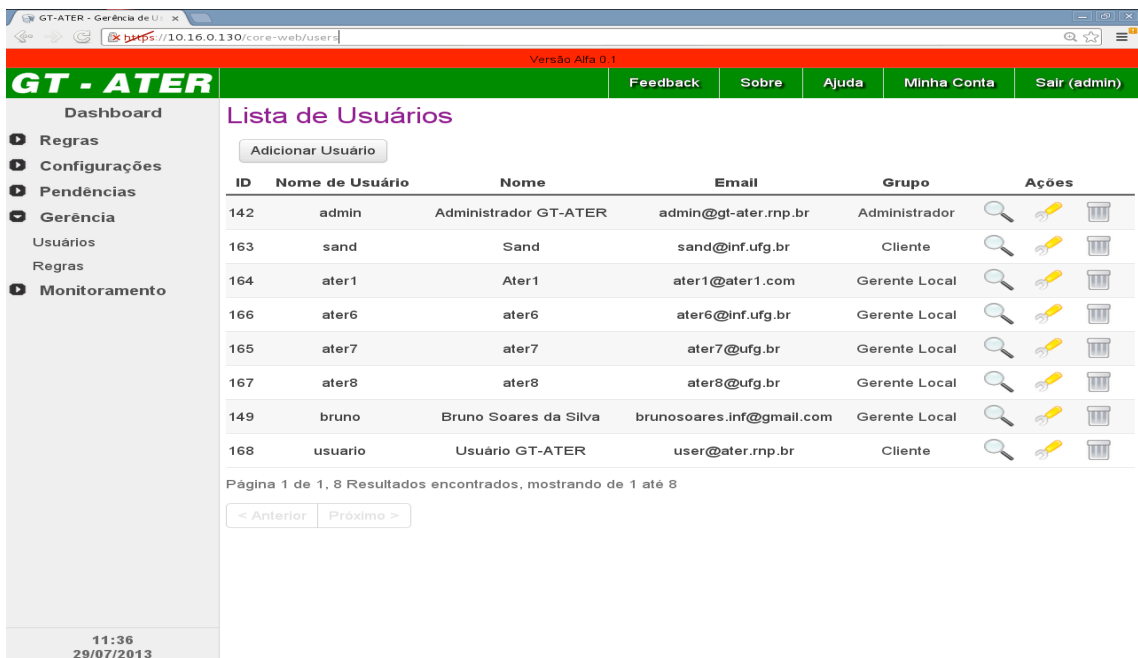 GT-ATER - Gerência de U
https://10.16.0.130/core-web/users
Versão Alfa 0.1
GT - ATER
Feedback Sobre Ajuda Minha Conta Sair (admin)
Dashboard
Regras
Configurações
Pendências
Gerência
Usuários
Regras
Monitoramento
Lista de Usuários
Adicionar Usuário
ID Nome de Usuário Nome Email Grupo Ações
142 admin Administrador GT-ATER admin@gt-ater.rnp.br Administrador
163 sand Sand sand@inf.ufg.br Cliente
164 ater1 Ater1 ater1@ater1.com Gerente Local
166 ater6 ater6 ater6@inf.ufg.br Gerente Local
165 ater7 ater7 ater7@ufg.br Gerente Local
167 ater8 ater8 ater8@ufg.br Gerente Local
149 bruno Bruno Soares da Silva brunosoares.inf@gmail.com Gerente Local
168 usuario Usuário GT-ATER user@ater.rnp.br Cliente
Página 1 de 1, 8 Resultados encontrados, mostrando de 1 até 8
< Anterior Próximo >
11:36
29/07/2013